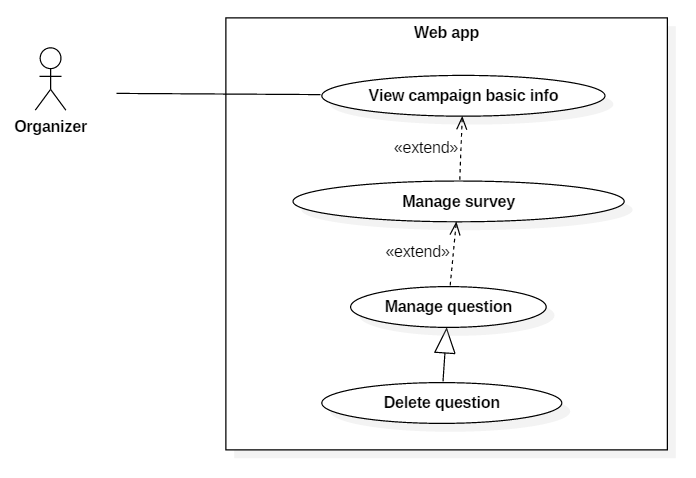 Web app
View campaign basic info
Organizer
«extend»
Manage survey
«extend»
Manage question
Delete question